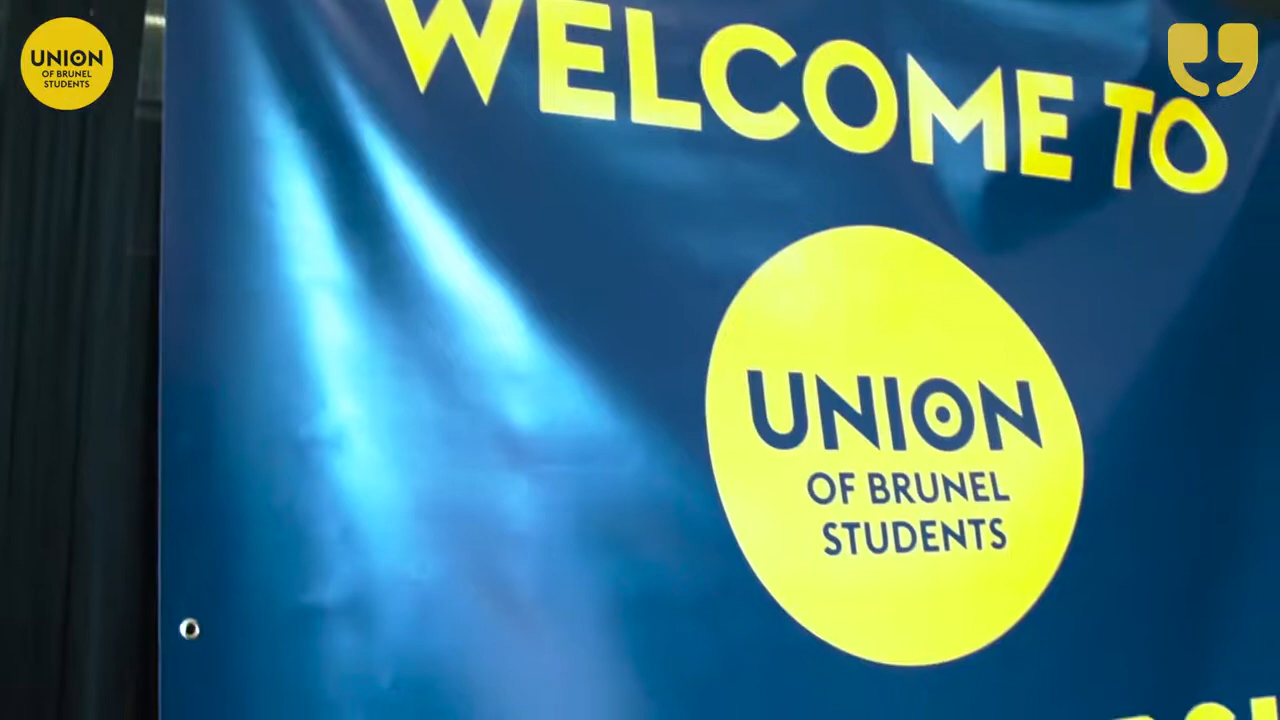 UNION
OF BRUNEL
STUDENTS
WELCOME TO
UNION
OF BRUNEL
STUDENTS